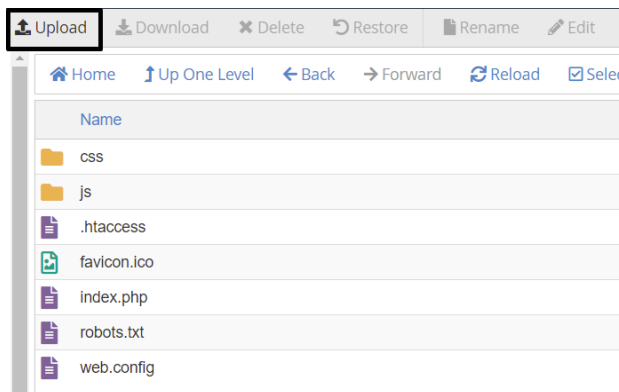 Upload Download Delete Restore Rename Edit
Home Up One Level Back Forward Reload
Name
css
js
.htaccess
favicon.ico
index.php
robots.txt
web.config